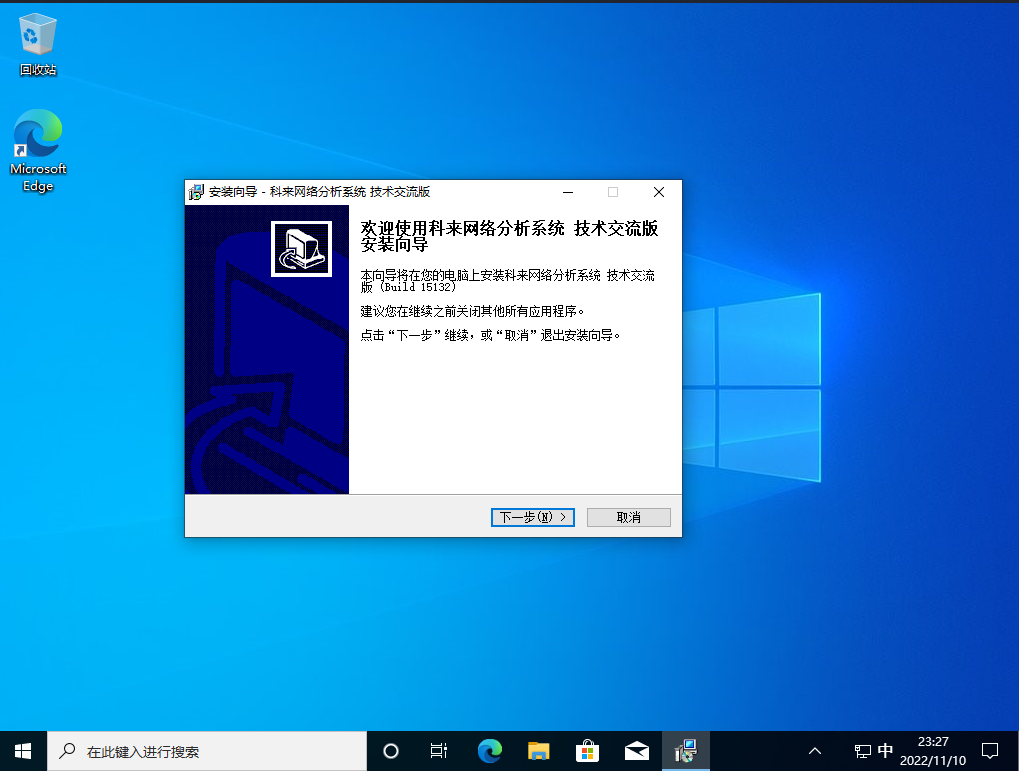 回收站
Microsoft
Edge
安装向导 - 科来网络分析系统 技术交流版
欢迎使用科来网络分析系统 技术交流版
安装向导
本向导将在您的电脑上安装科来网络分析系统 技术交流
版 (Build 15132)
建议您在继续之前关闭其他所有应用程序。
点击“下一步”继续，或“取消”退出安装向导。
下一步(N) >
取消
在此键入进行搜索
中
23:27
2022/11/10